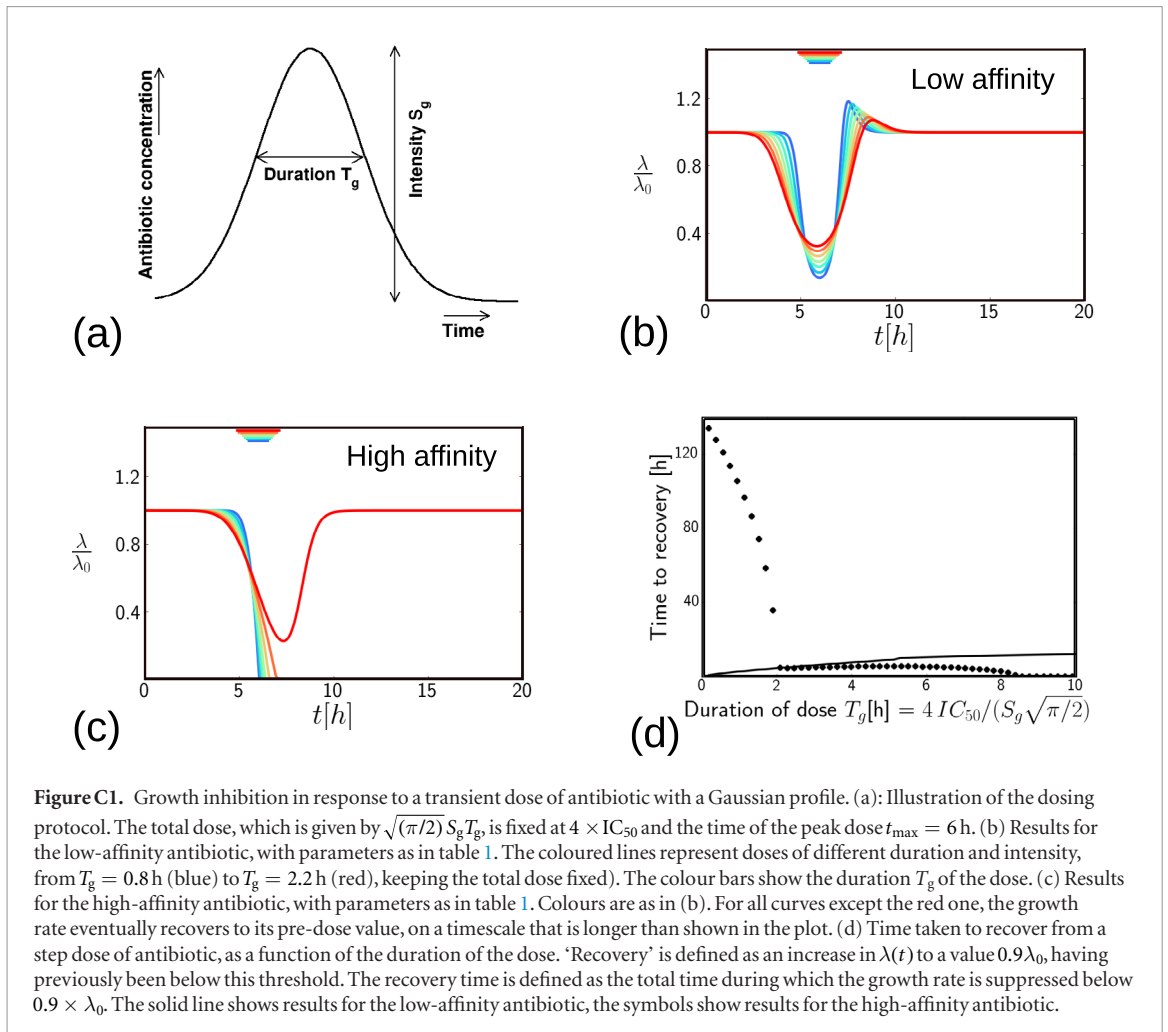 Antibiotic concentration
Duration T_g
Intensity S_g
Time
(a)
Low affinity
1.2
0.8
0.4
λ/λ₀
0 5 10 15 20
t[h]
(b)
High affinity
1.2
0.8
0.4
λ/λ₀
0 5 10 15 20
t[h]
(c)
Time to recovery [h]
120
80
40
0 2 4 6 8 10
Duration of dose T_g[h] = 4 IC₅₀/(S_g√π/2)
(d)
Figure C1. Growth inhibition in response to a transient dose of antibiotic with a Gaussian profile. (a): Illustration of the dosing
protocol. The total dose, which is given by √(π/2) S_gT_g, is fixed at 4 × IC₅₀ and the time of the peak dose t_max = 6 h. (b) Results for
the low-affinity antibiotic, with parameters as in table 1. The coloured lines represent doses of different duration and intensity,
from T_g = 0.8 h (blue) to T_g = 2.2 h (red), keeping the total dose fixed). The colour bars show the duration T_g of the dose. (c) Results
for the high-affinity antibiotic, with parameters as in table 1. Colours are as in (b). For all curves except the red one, the growth
rate eventually recovers to its pre-dose value, on a timescale that is longer than shown in the plot. (d) Time taken to recover from a
step dose of antibiotic, as a function of the duration of the dose. ‘Recovery’ is defined as an increase in λ(t) to a value 0.9λ₀, having
previously been below this threshold. The recovery time is defined as the total time during which the growth rate is suppressed below
0.9 × λ₀. The solid line shows results for the low-affinity antibiotic, the symbols show results for the high-affinity antibiotic.